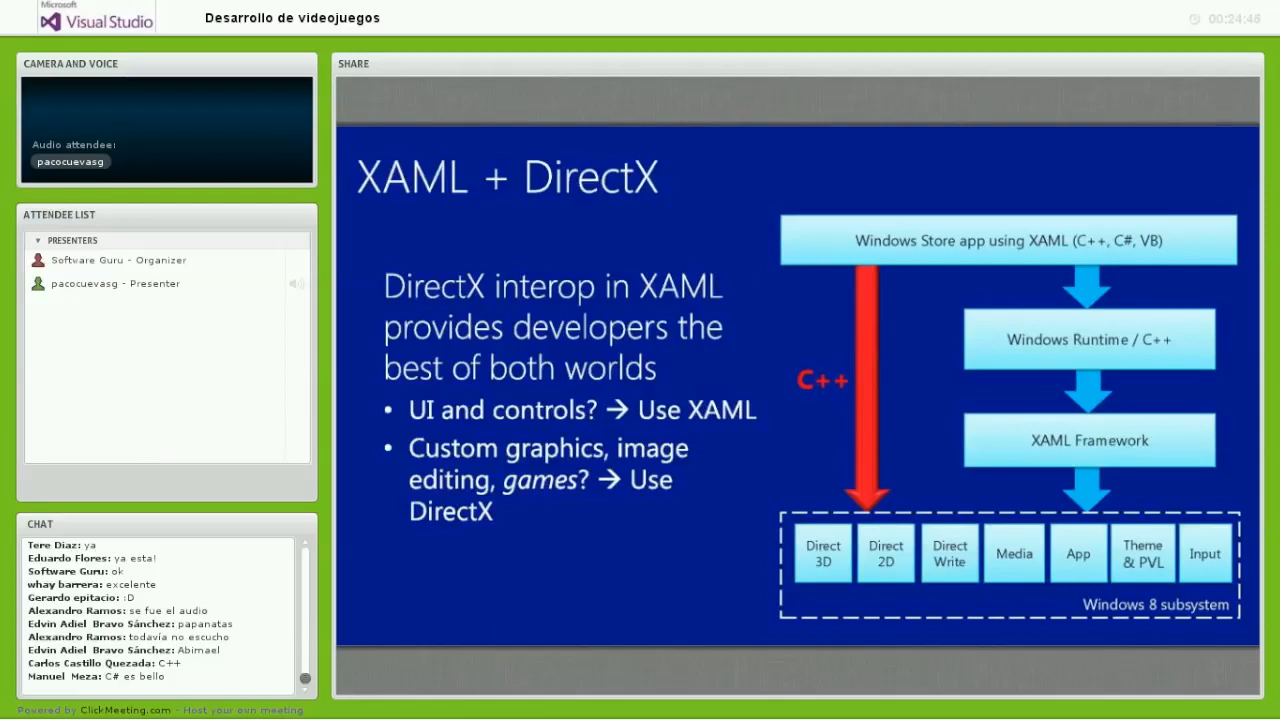 Microsoft
Visual Studio
Desarrollo de videojuegos
00:24:46
CAMERA AND VOICE
Audio attendee:
pacocuevasg
ATTENDEE LIST
PRESENTERS
Software Guru - Organizer
pacocuevasg - Presenter
CHAT
Tere Diaz: ya
Eduardo Flores: ya esta!
Software Guru: ok
whay barrera: excelente
Gerardo epitacio: :D
Alexandro Ramos: se fue el audio
Edvin Adiel Bravo Sánchez: papanatas
Alexandro Ramos: todavía no escucho
Edvin Adiel Bravo Sánchez: Abimael
Carlos Castillo Quezada: C++
Manuel Meza: C# es bello
Powered by ClickMeeting.com - Host your own meeting
SHARE
XAML + DirectX
DirectX interop in XAML
provides developers the
best of both worlds
• UI and controls? → Use XAML
• Custom graphics, image
editing, games? → Use
DirectX
Windows Store app using XAML (C++, C#, VB)
C++
Windows Runtime / C++
XAML Framework
Direct
3D
Direct
2D
Direct
Write
Media
App
Theme
& PVL
Input
Windows 8 subsystem